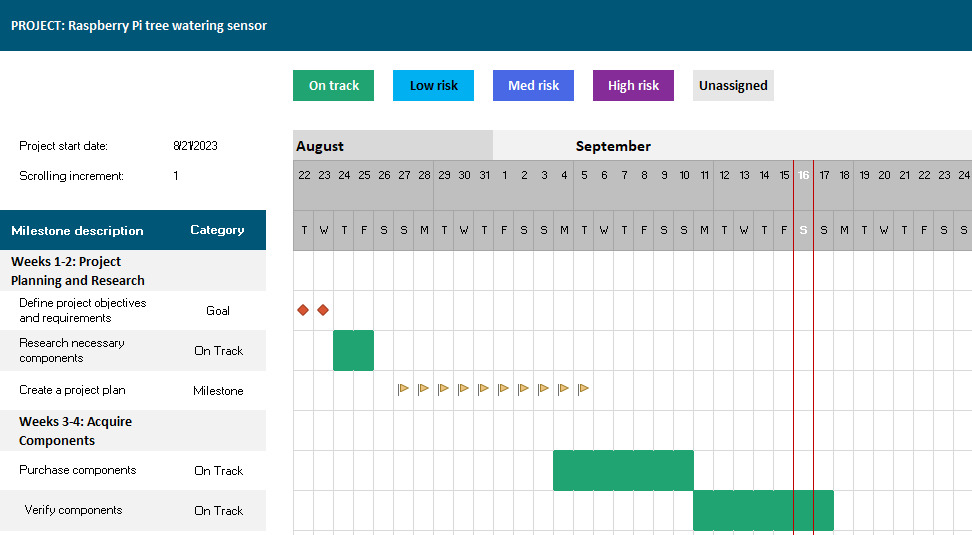 PROJECT: Raspberry Pi tree watering sensor
On track Low risk Med risk High risk Unassigned
Project start date: 8/21/2023
August September
Scrolling increment: 1
22 23 24 25 26 27 28 29 30 31 1 2 3 4 5 6 7 8 9 10 11 12 13 14 15 16 17 18 19 20 21 22 23 24
Milestone description Category
T W T F S S M T W T F S S M T W T F S S M T W T F S S M T W T F S S
Weeks 1-2: Project
Planning and Research
Define project objectives
and requirements
Goal
Research necessary
components
On Track
Create a project plan Milestone
Weeks 3-4: Acquire
Components
Purchase components On Track
Verify components On Track